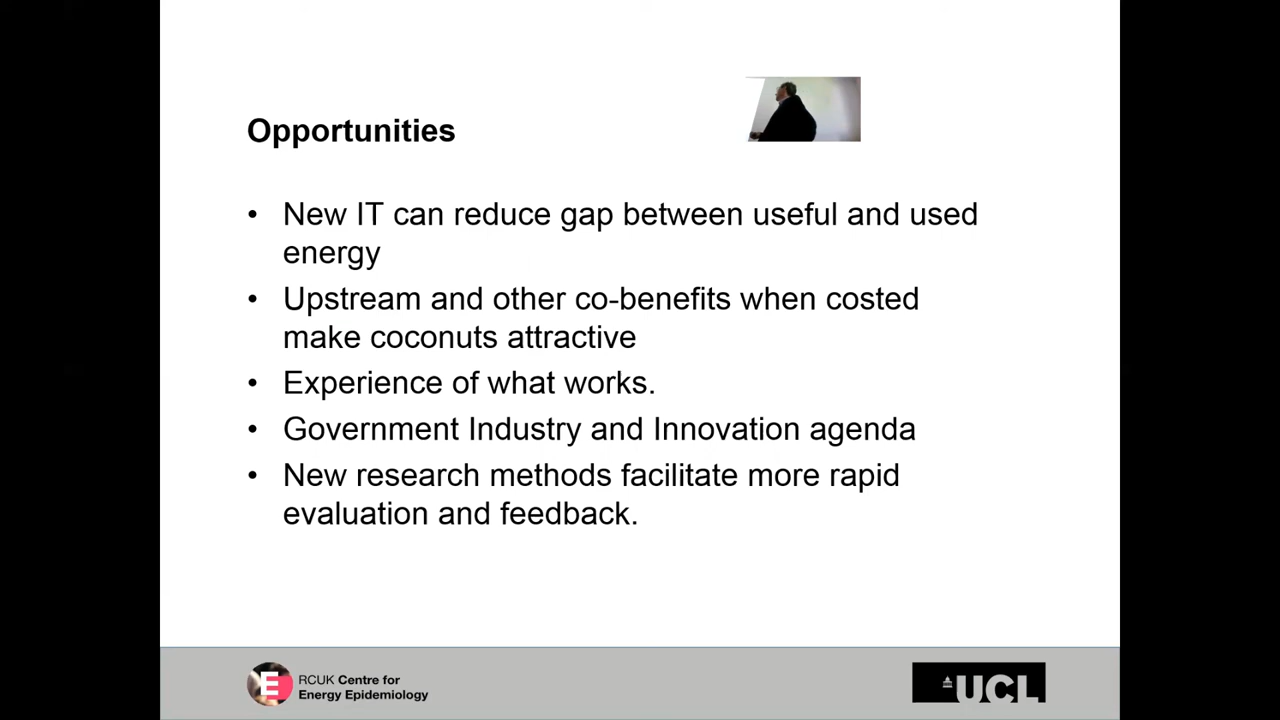 Opportunities
• New IT can reduce gap between useful and used
energy
• Upstream and other co-benefits when costed
make coconuts attractive
• Experience of what works.
• Government Industry and Innovation agenda
• New research methods facilitate more rapid
evaluation and feedback.
E
RCUK Centre for
Energy Epidemiology
UCL